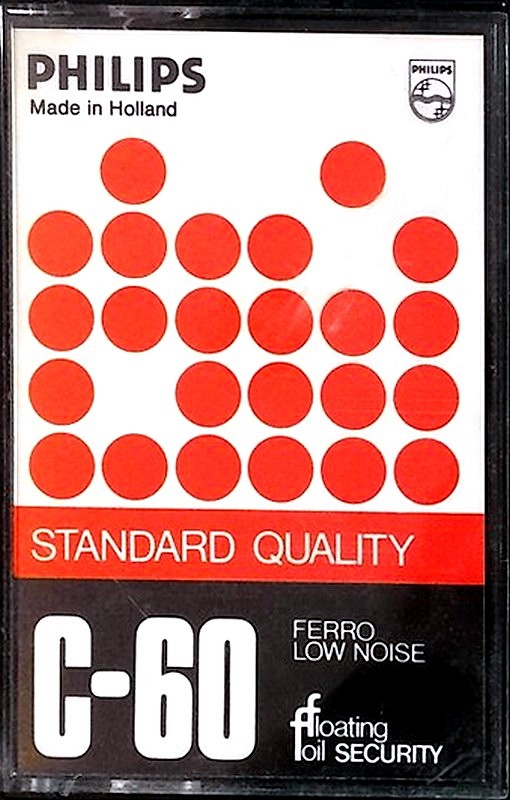 PHILIPS
Made in Holland
PHILIPS
STANDARD QUALITY
C-60
FERRO
LOW NOISE
floating
foil SECURITY